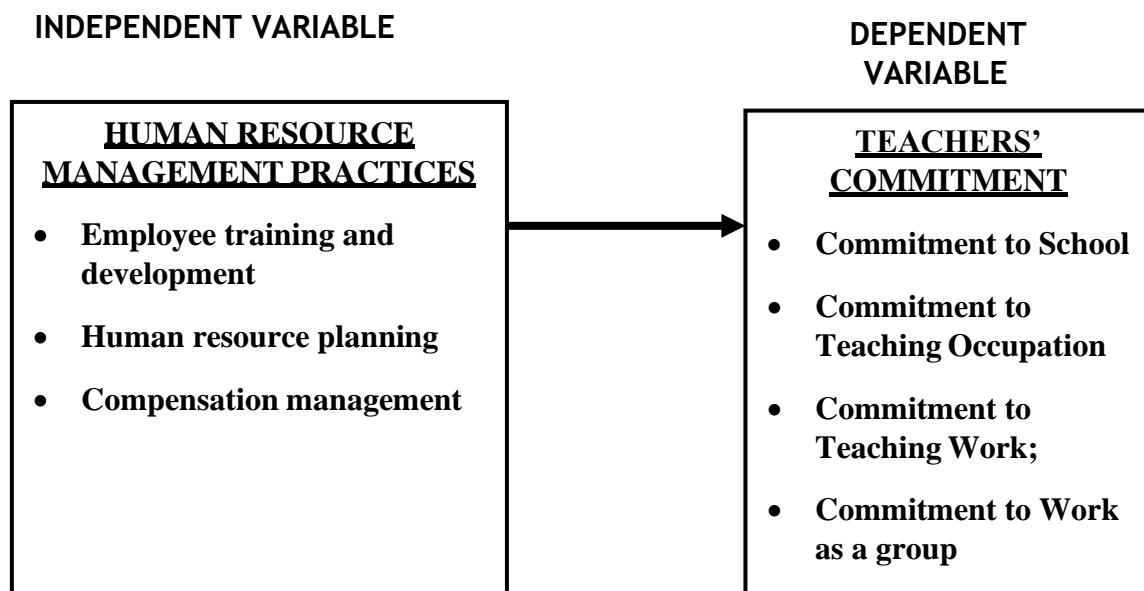 INDEPENDENT VARIABLE
HUMAN RESOURCE
MANAGEMENT PRACTICES
• Employee training and
development
• Human resource planning
• Compensation management
DEPENDENT
VARIABLE
TEACHERS’
COMMITMENT
• Commitment to School
• Commitment to
Teaching Occupation
• Commitment to
Teaching Work;
• Commitment to Work
as a group